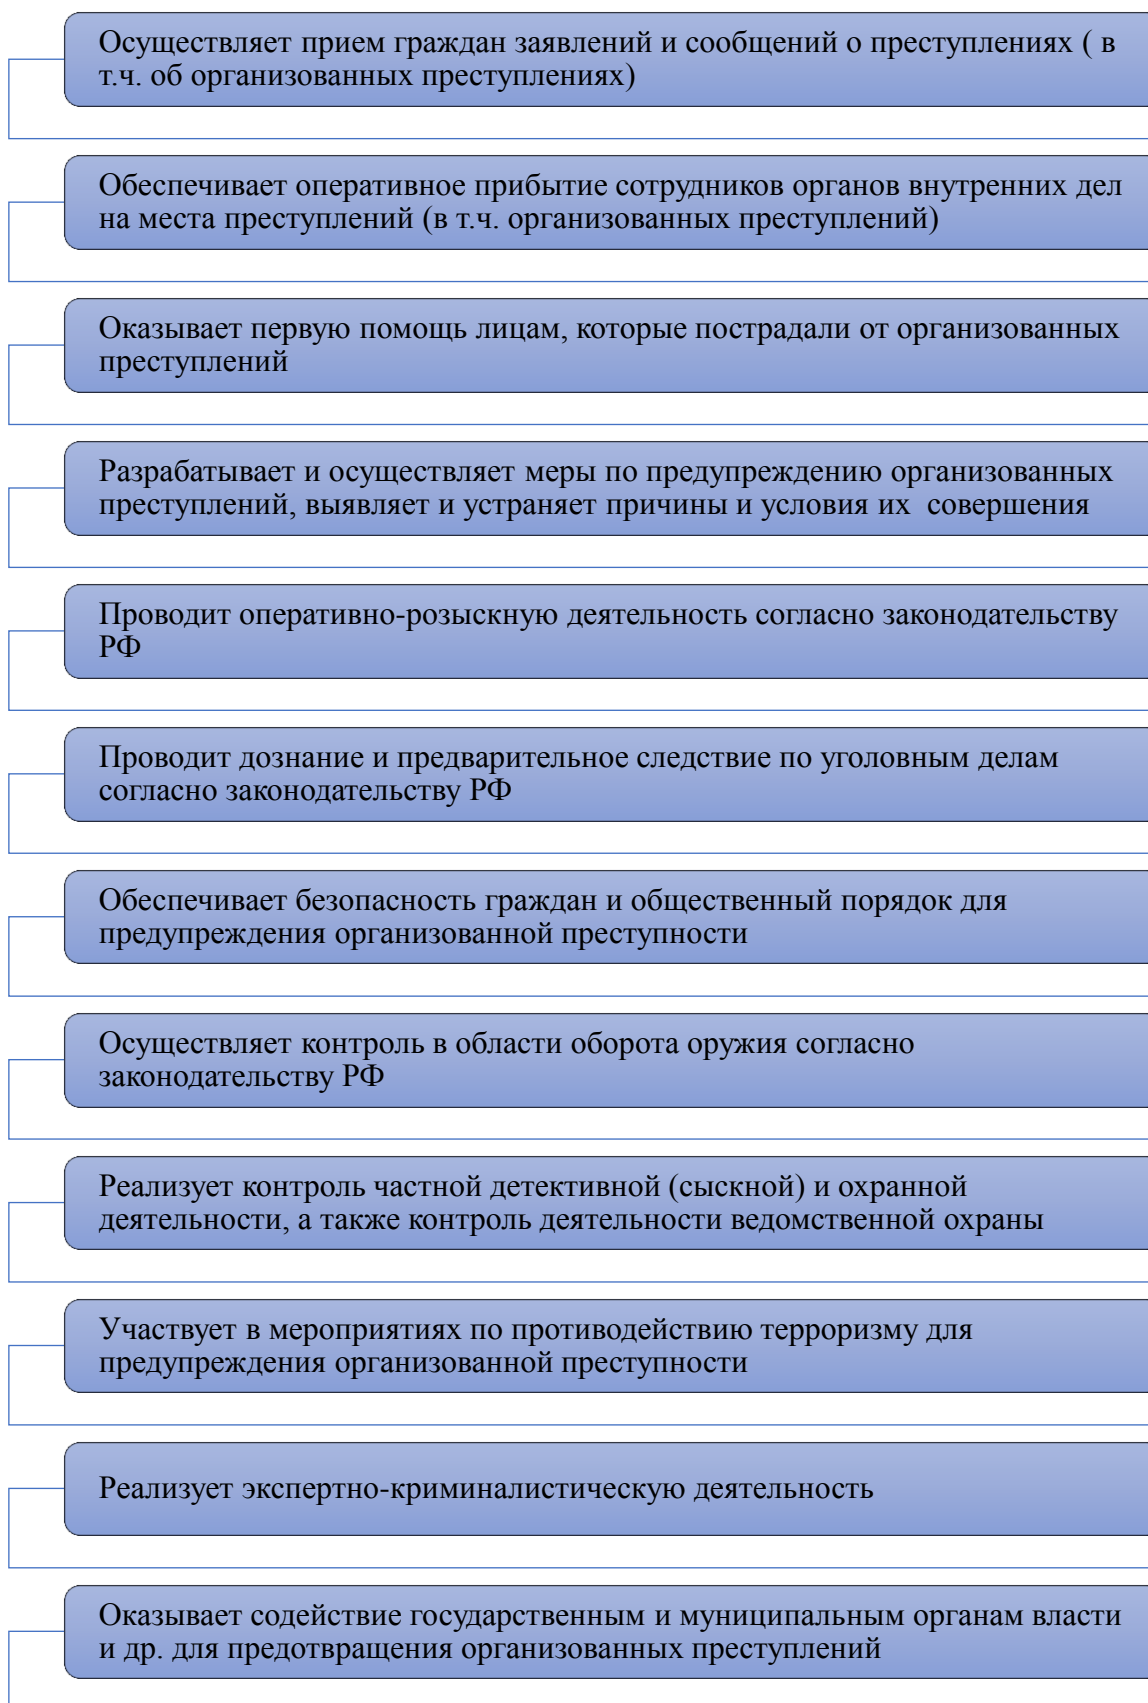 Осуществляет прием граждан заявлений и сообщений о преступлениях ( в
т.ч. об организованных преступлениях)
Обеспечивает оперативное прибытие сотрудников органов внутренних дел
на места преступлений (в т.ч. организованных преступлений)
Оказывает первую помощь лицам, которые пострадали от организованных
преступлений
Разрабатывает и осуществляет меры по предупреждению организованных
преступлений, выявляет и устраняет причины и условия их  совершения
Проводит оперативно-розыскную деятельность согласно законодательству
РФ
Проводит дознание и предварительное следствие по уголовным делам
согласно законодательству РФ
Обеспечивает безопасность граждан и общественный порядок для
предупреждения организованной преступности
Осуществляет контроль в области оборота оружия согласно
законодательству РФ
Реализует контроль частной детективной (сыскной) и охранной
деятельности, а также контроль деятельности ведомственной охраны
Участвует в мероприятиях по противодействию терроризму для
предупреждения организованной преступности
Реализует экспертно-криминалистическую деятельность
Оказывает содействие государственным и муниципальным органам власти
и др. для предотвращения организованных преступлений